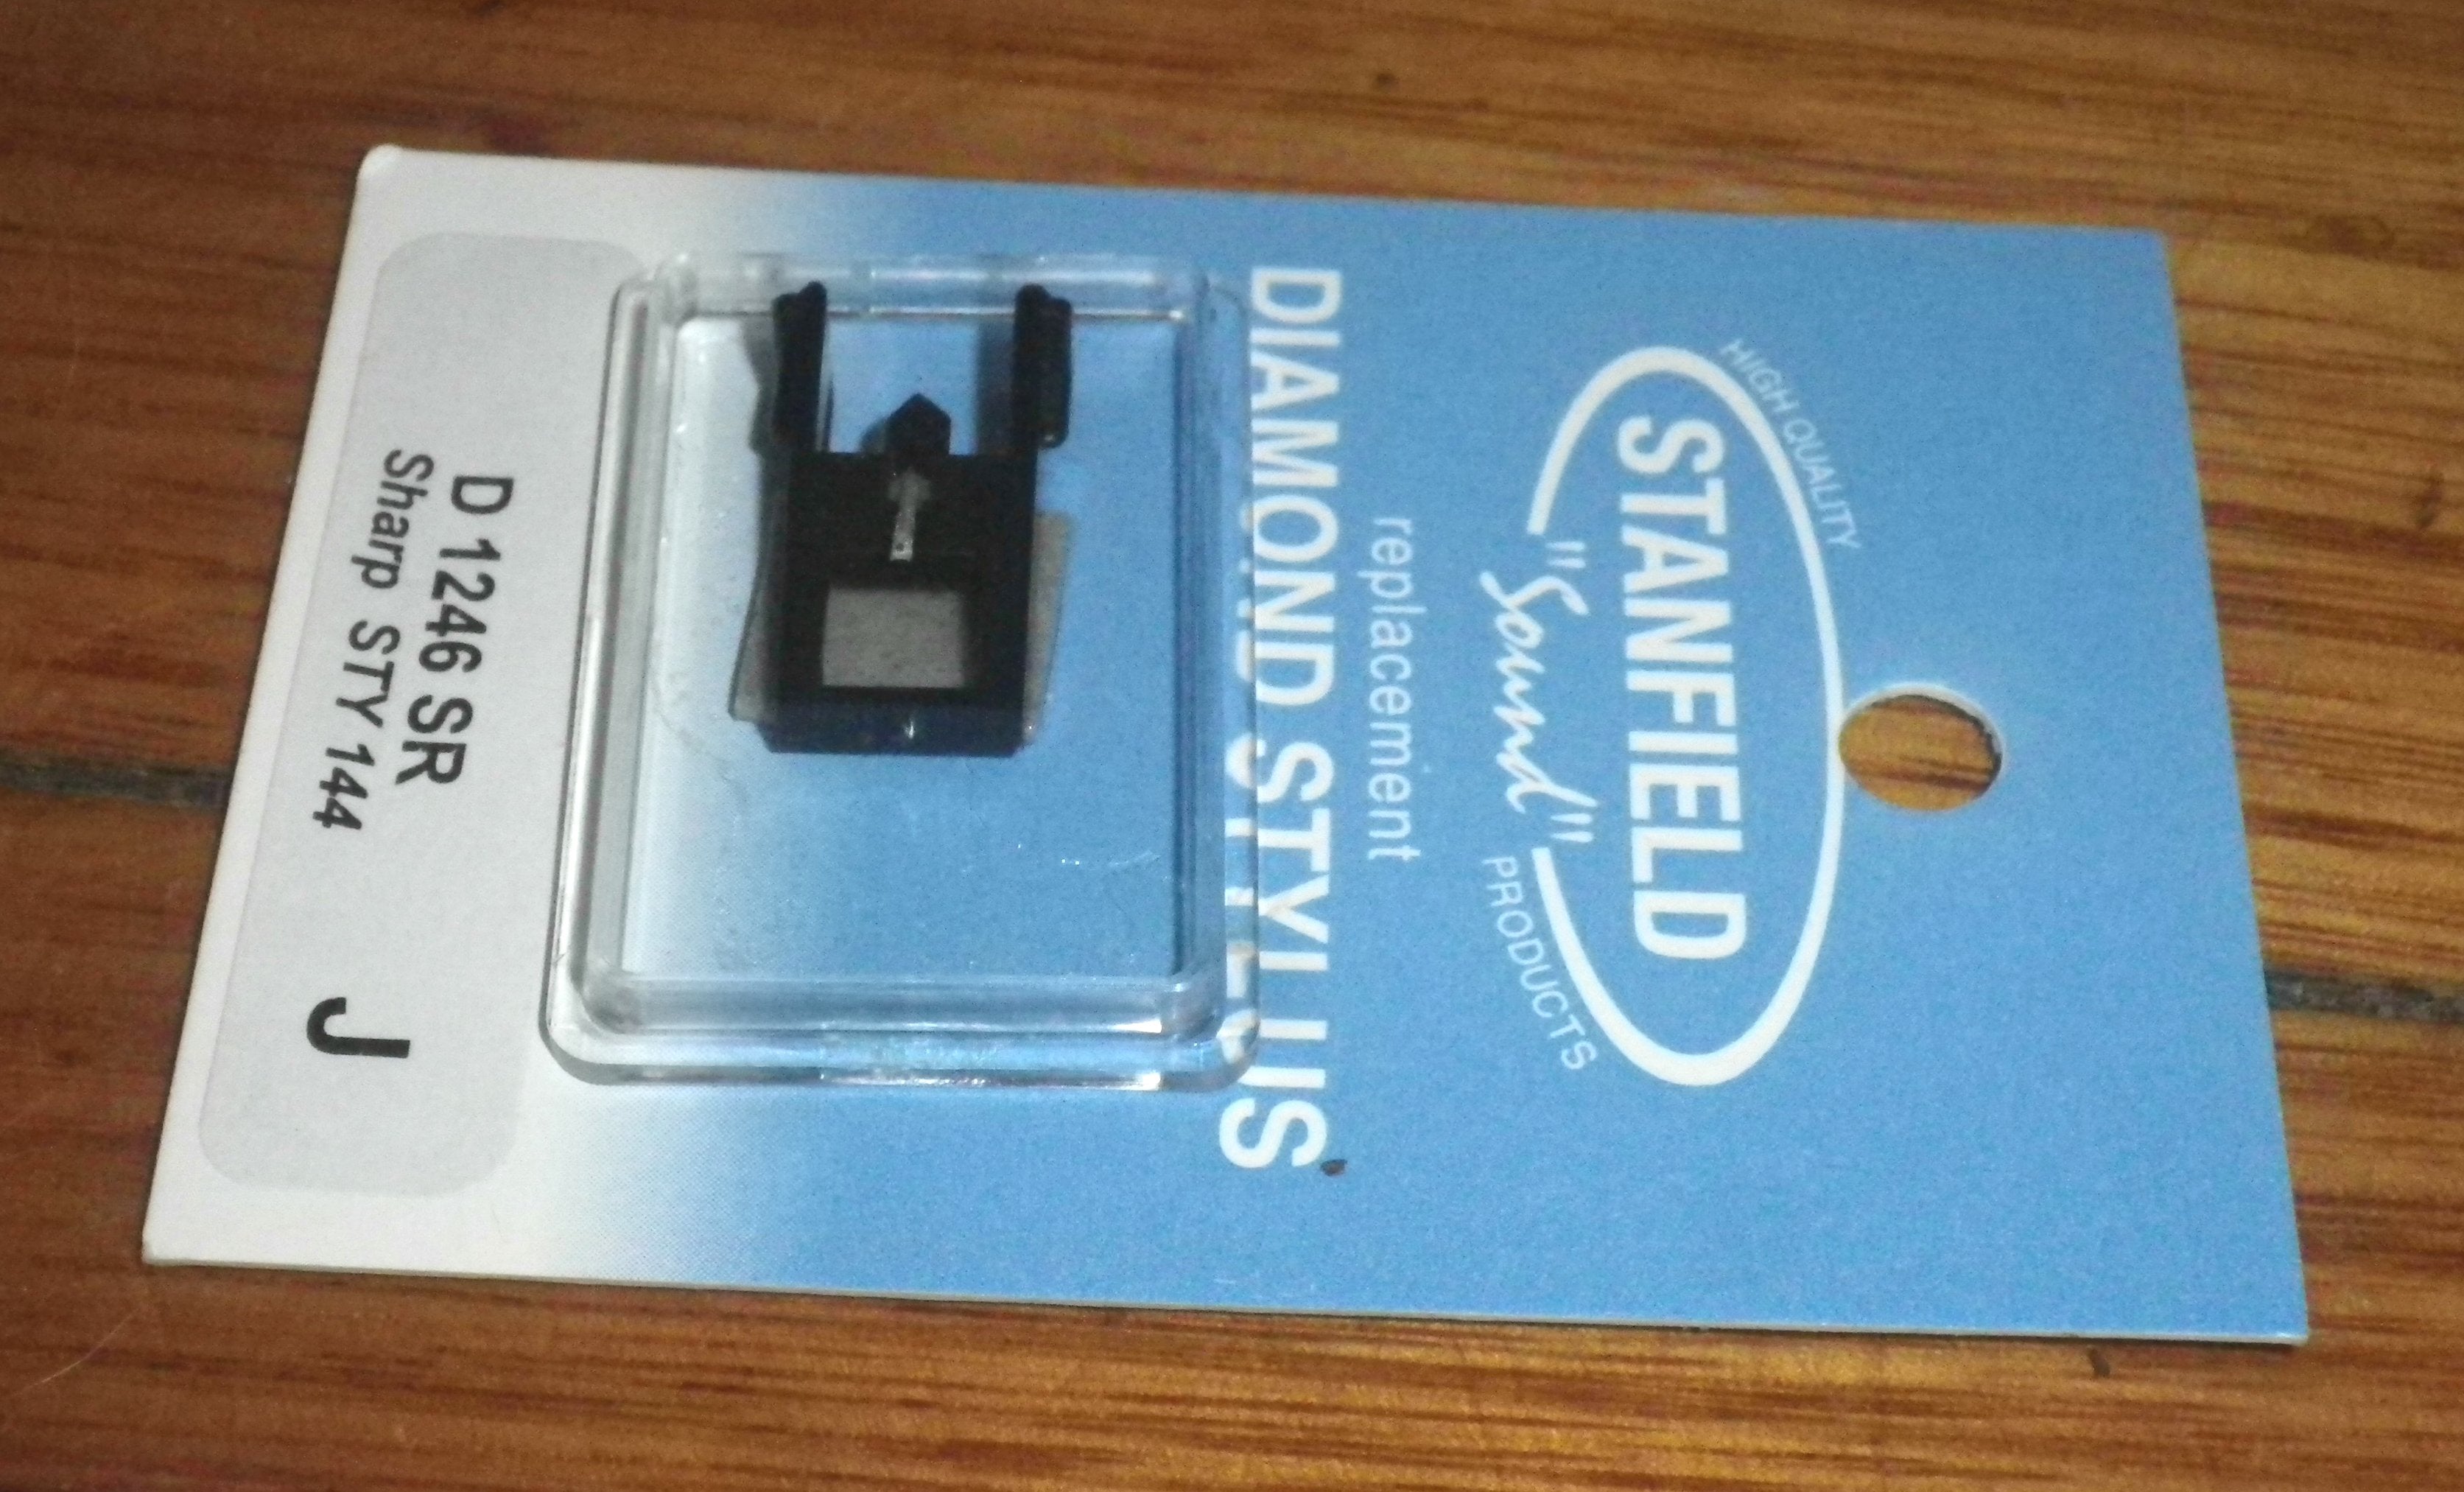 HIGH QUALITY
STANFIELD
"Sound"
PRODUCTS
replacement
DIAMOND STYLUS
D 1246 SR
Sharp STY 144
J